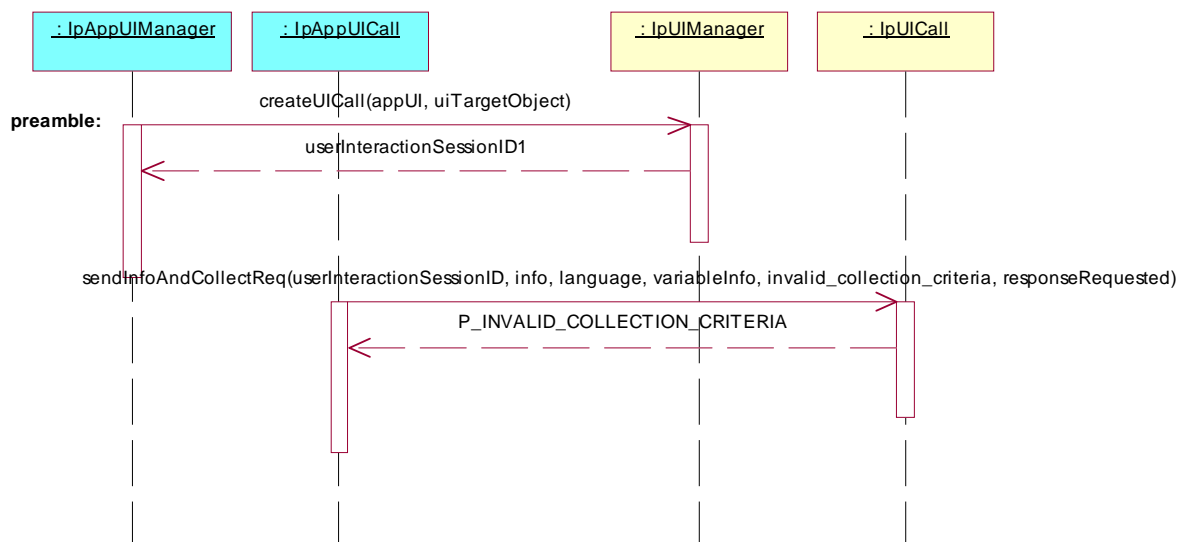 : IpAppUIManager
: IpAppUICall
: IpUIManager
: IpUICall
createUICall(appUI, uiTargetObject)
preamble:
userInteractionSessionID1
sendInfoAndCollectReq(userInteractionSessionID, info, language, variableInfo, invalid_collection_criteria, responseRequested)
P_INVALID_COLLECTION_CRITERIA